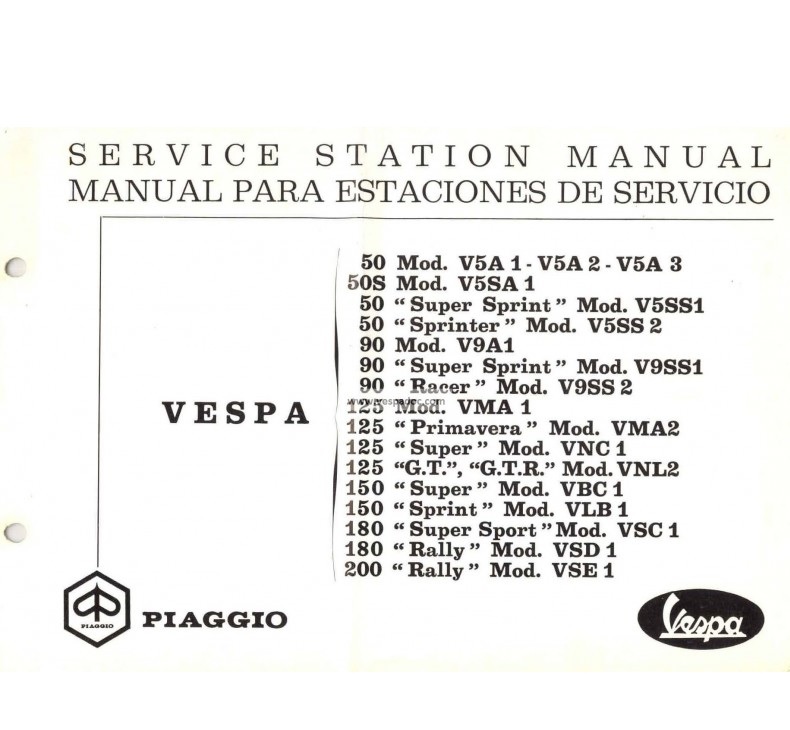 SERVICE STATION MANUAL
MANUAL PARA ESTACIONES DE SERVICIO
VESPA
50 Mod. V5A 1 - V5A 2 - V5A 3
50S Mod. V5SA 1
50 “Super Sprint” Mod. V5SS1
50 “Sprinter” Mod. V5SS 2
90 Mod. V9A1
90 “Super Sprint” Mod. V9SS1
90 “Racer” Mod. V9SS 2
www.vespadoc.com
125 Mod. VMA 1
125 “Primavera” Mod. VMA2
125 “Super” Mod. VNC 1
125 “G.T.”, “G.T.R.” Mod. VNL2
150 “Super” Mod. VBC 1
150 “Sprint” Mod. VLB 1
180 “Super Sport” Mod. VSC 1
180 “Rally” Mod. VSD 1
200 “Rally” Mod. VSE 1
PIAGGIO
PIAGGIO
Vespa